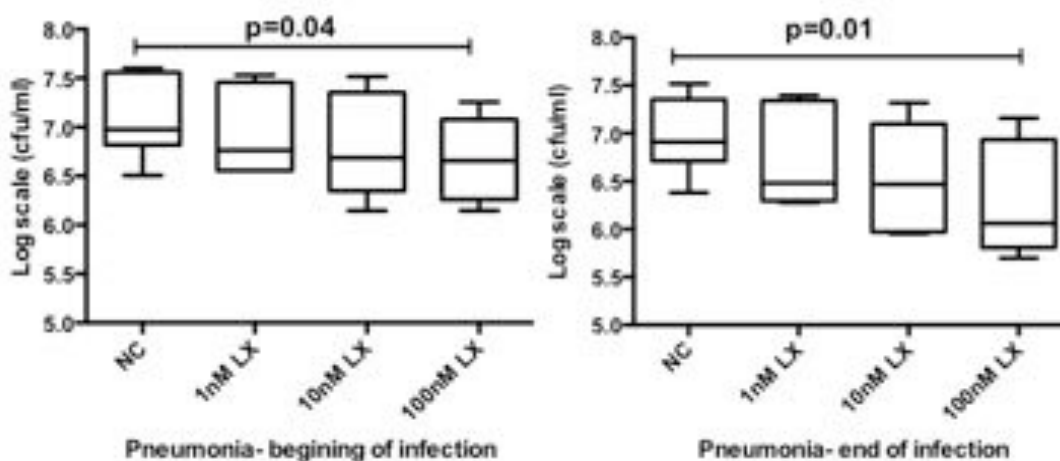 p=0.04
8.0
7.5
7.0
6.5
6.0
5.5
5.0
Log scale (cfu/ml)
NC
1nM LX
10nM LX
100nM LX
Pneumonia- begining of infection
p=0.01
8.0
7.5
7.0
6.5
6.0
5.5
5.0
Log scale (cfu/ml)
NC
1nM LX
10nM LX
100nM LX
Pneumonia- end of infection